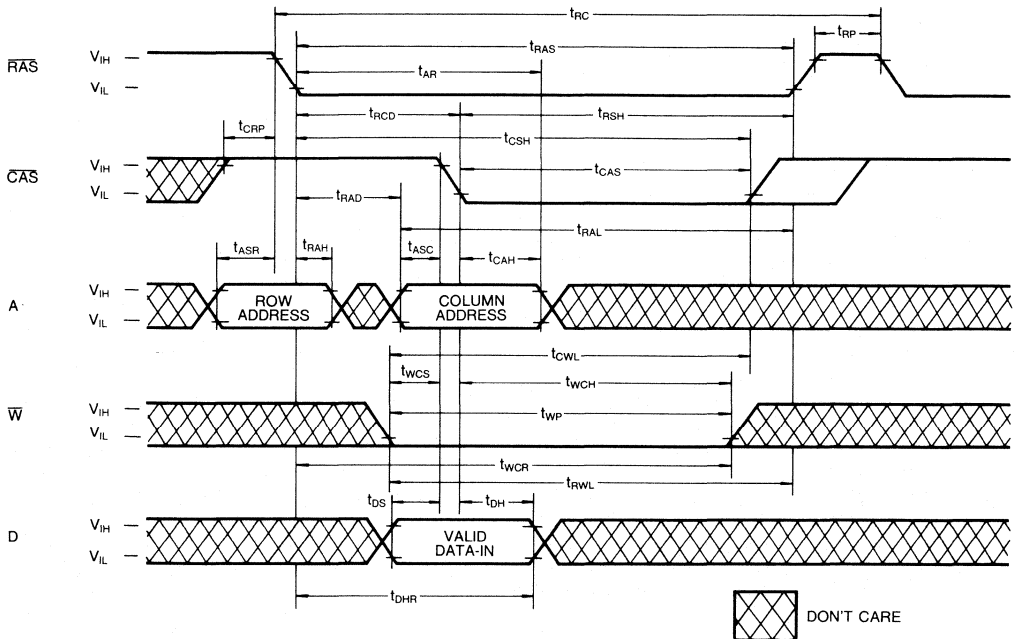 tRC
tRAS
tRP
RAS
VIH
VIL
tAR
tRCD
tRSH
tCRP
tCSH
CAS
VIH
VIL
tCAS
tRAD
tRAL
tASR
tRAH
tASC
tCAH
A
VIH
VIL
ROW
ADDRESS
COLUMN
ADDRESS
tCWL
tWCS
tWCH
W
VIH
VIL
tWP
tWCR
tRWL
tDS
tDH
D
VIH
VIL
VALID
DATA-IN
tDHR
DON'T CARE